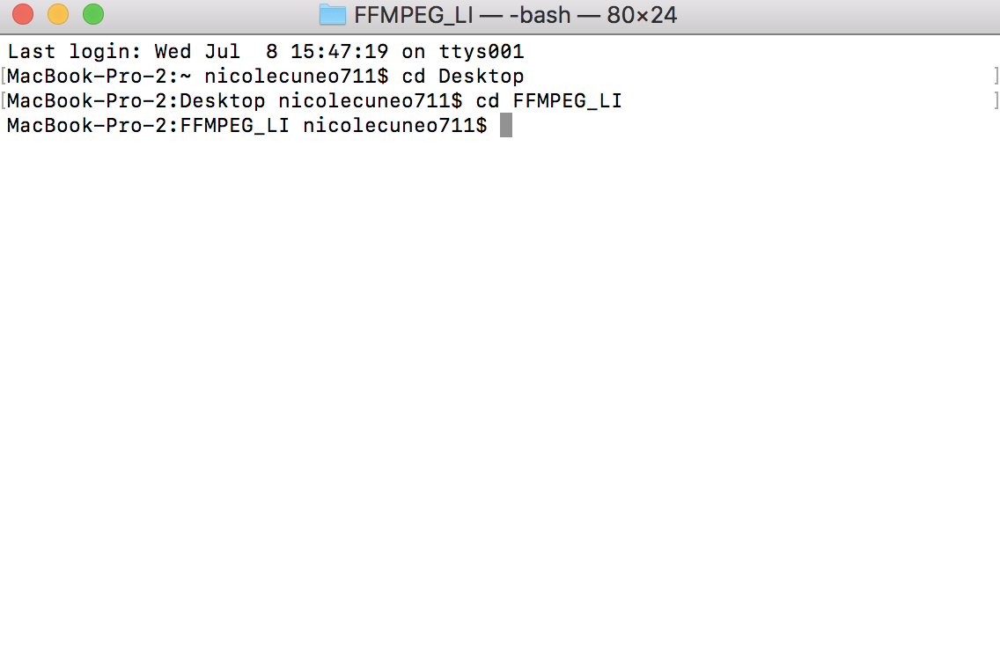 FFMPEG_LI — -bash — 80×24
Last login: Wed Jul  8 15:47:19 on ttys001
[MacBook-Pro-2:~ nicolecuneo711$ cd Desktop ]
[MacBook-Pro-2:Desktop nicolecuneo711$ cd FFMPEG_LI ]
MacBook-Pro-2:FFMPEG_LI nicolecuneo711$